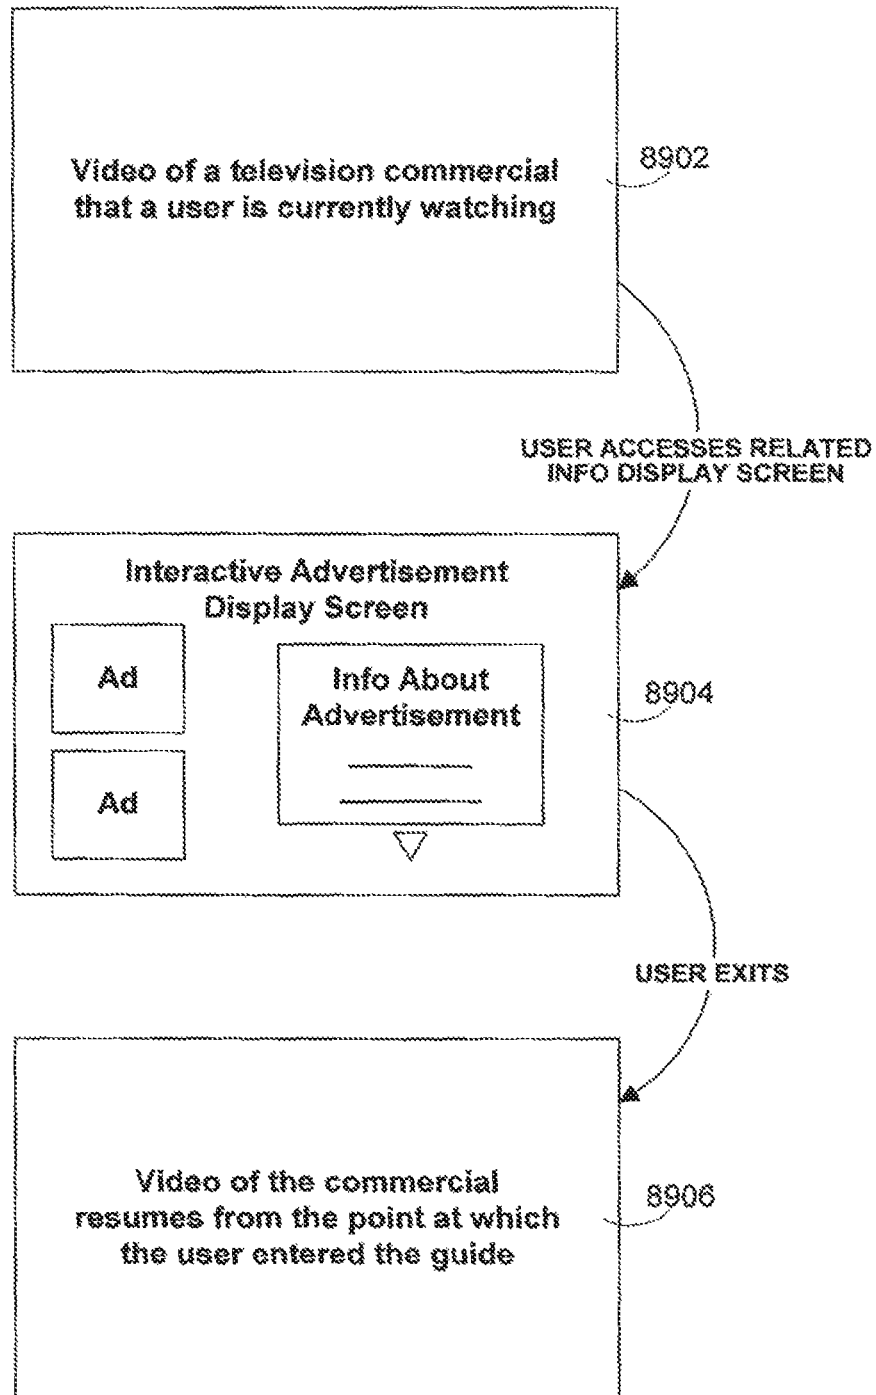 Video of a television commercial
that a user is currently watching
8902
USER ACCESSES RELATED
INFO DISPLAY SCREEN
Interactive Advertisement
Display Screen
Ad
Info About
Advertisement
8904
Ad
USER EXITS
Video of the commercial
resumes from the point at which
the user entered the guide
8906